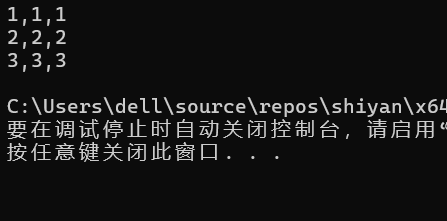 1,1,1
2,2,2
3,3,3
C:\Users\dell\source\repos\shiyan\x64
要在调试停止时自动关闭控制台，请启用“
按任意键关闭此窗口. . .